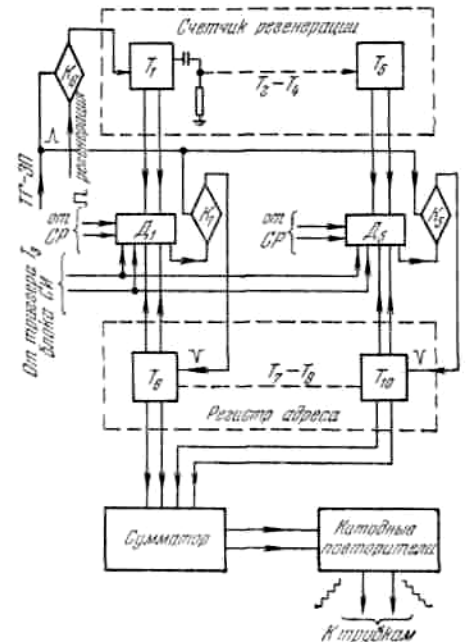 Счетчик регенерации
T₁
T₅
T₂ – T₄
K₆
ТГ-ЭП
регенерация
от СР
Д₁
K₁
от СР
Д₅
K₅
От триггера T₃
блока СИ
T₆
T₇ – T₉
T₁₀
Регистр адреса
Сумматор
Катодные
повторители
К трубкам